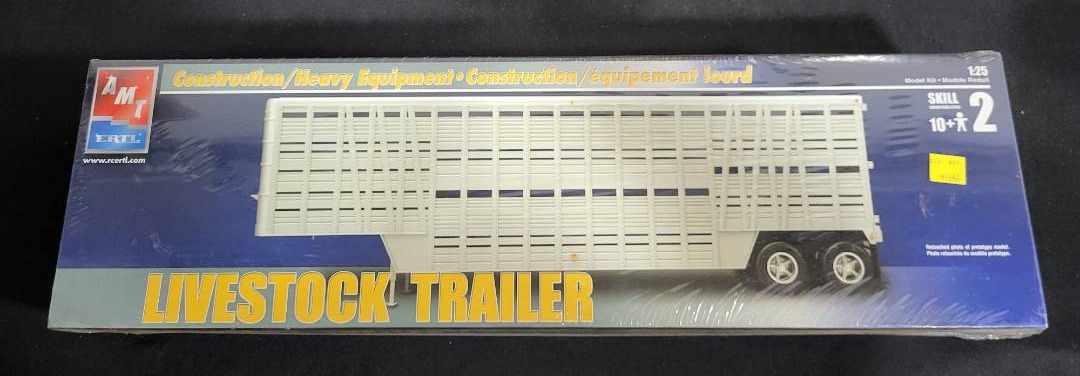 AMT
ERTL
www.rcertl.com
Construction/Heavy Equipment • Construction/équipement lourd
1:25
Model Kit • Modèle Réduit
SKILL 2
10+
Retouched photo of prototype model.
Photo retouchée du modèle prototype.
LIVESTOCK TRAILER